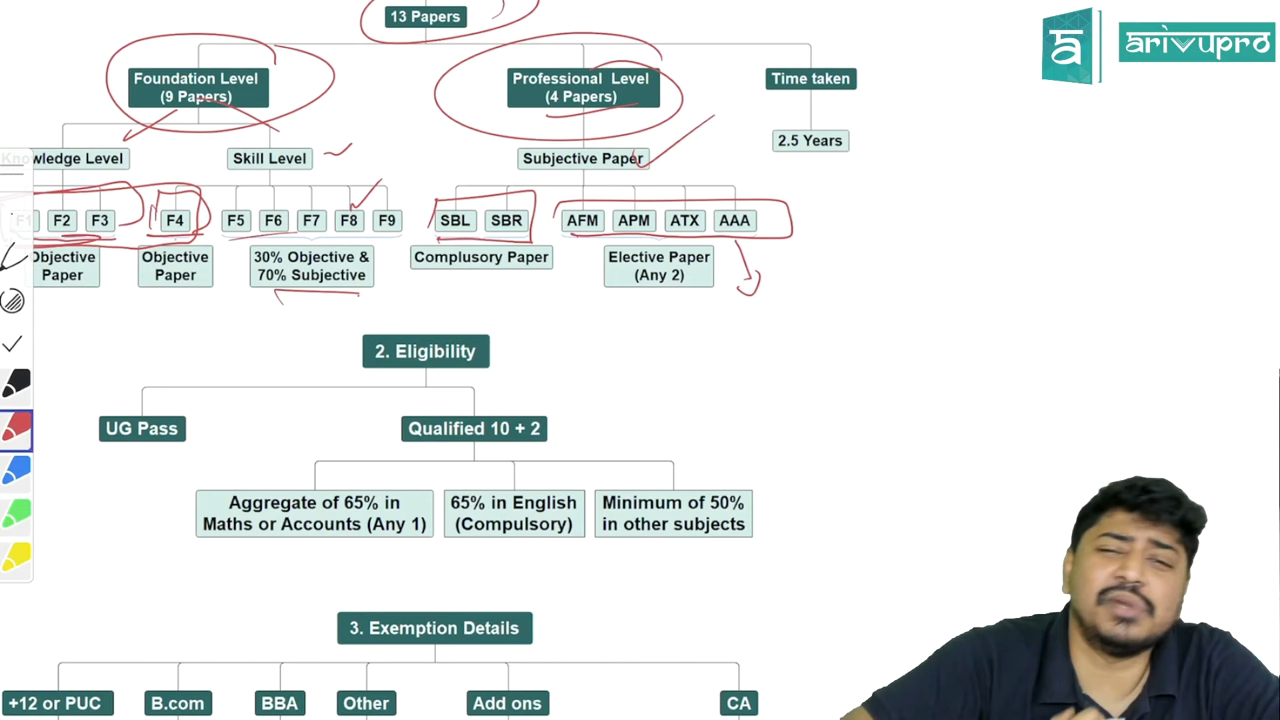 13 Papers
arivupro
Foundation Level
(9 Papers)
Professional Level
(4 Papers)
Time taken
2.5 Years
Knowledge Level
Skill Level
Subjective Paper
F1 F2 F3 F4 F5 F6 F7 F8 F9 SBL SBR AFM APM ATX AAA
Objective
Paper
Objective
Paper
30% Objective &
70% Subjective
Complusory Paper
Elective Paper
(Any 2)
2. Eligibility
UG Pass
Qualified 10 + 2
Aggregate of 65% in
Maths or Accounts (Any 1)
65% in English
(Compulsory)
Minimum of 50%
in other subjects
3. Exemption Details
+12 or PUC
B.com
BBA
Other
Add ons
CA